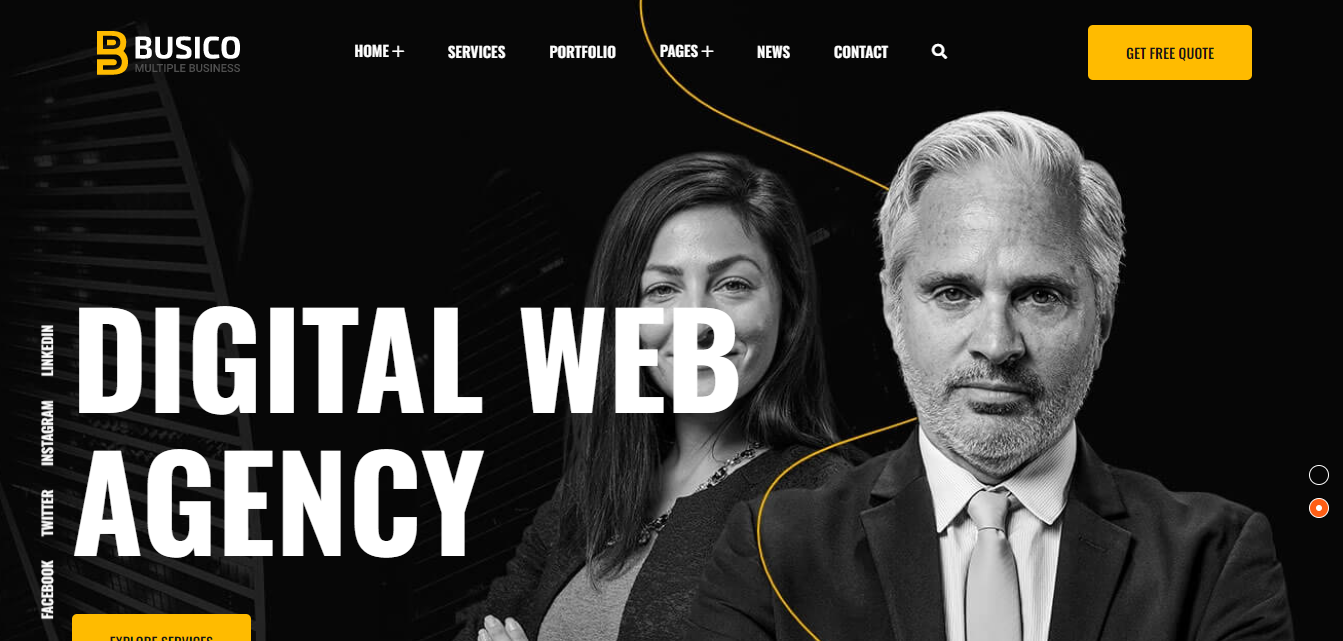 BUSICO
MULTIPLE BUSINESS
HOME +
SERVICES
PORTFOLIO
PAGES +
NEWS
CONTACT
GET FREE QUOTE
DIGITAL WEB
AGENCY
LINKEDIN
INSTAGRAM
TWITTER
FACEBOOK
EXPLORE SERVICES